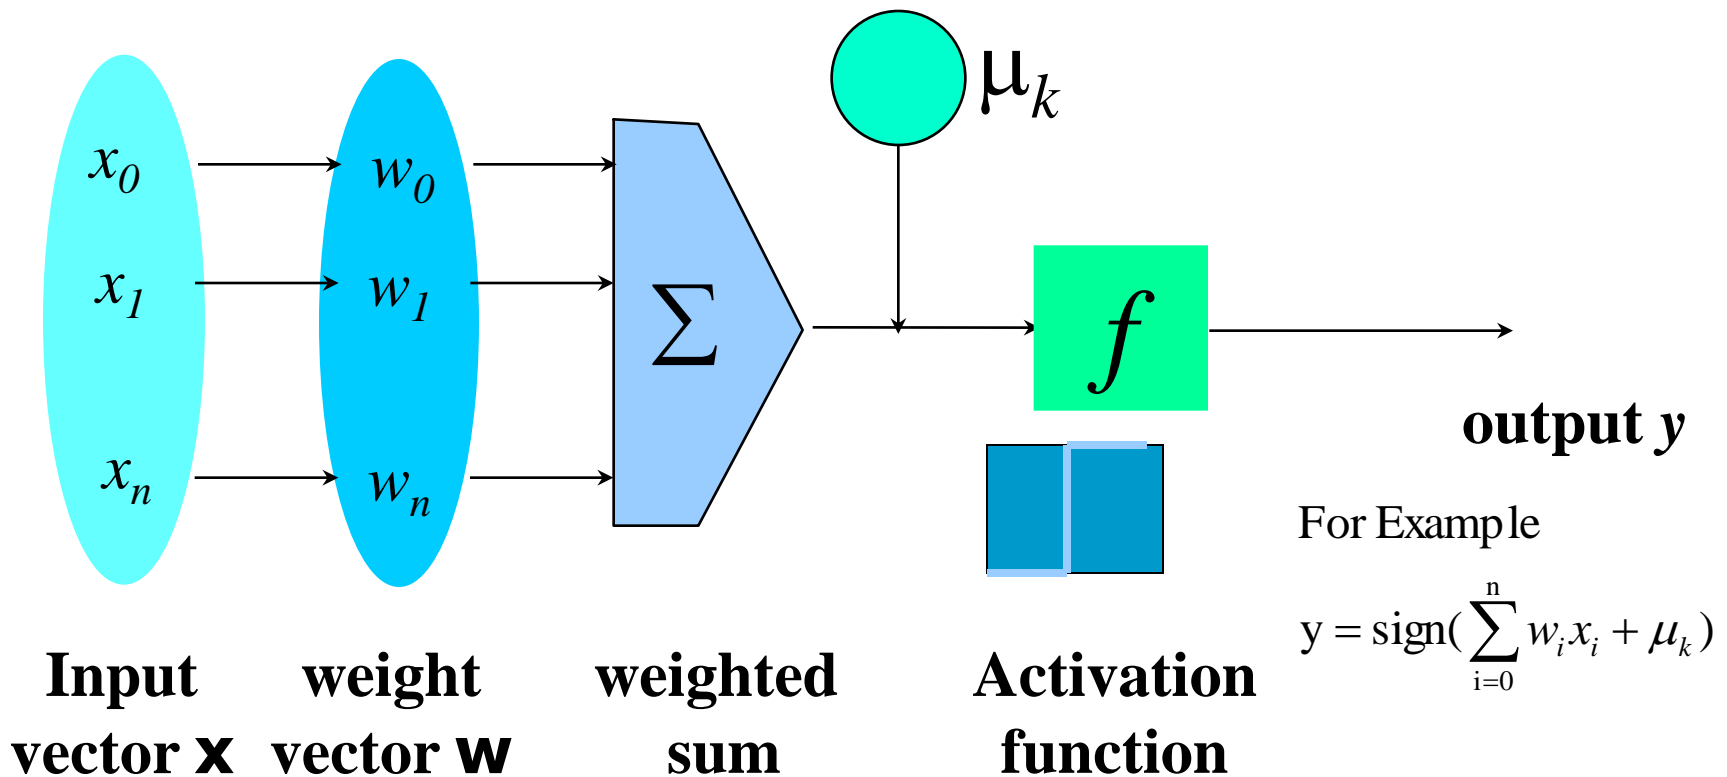 μₖ
x₀ w₀
x₁ w₁
Σ
f
output y
xₙ wₙ
For Example
y = sign(∑ᵢ₌₀ⁿ wᵢxᵢ + μₖ)
Input weight weighted Activation
vector x vector w sum function